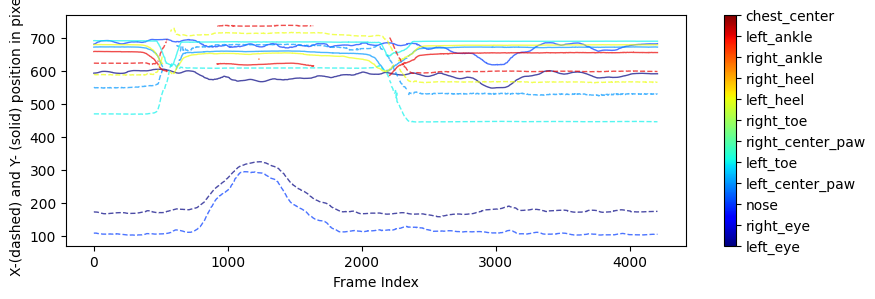 X-(dashed) and Y- (solid) position in pixe
700
600
500
400
300
200
100
0
1000
2000
3000
4000
Frame Index
chest_center
left_ankle
right_ankle
right_heel
left_heel
right_toe
right_center_paw
left_toe
left_center_paw
nose
right_eye
left_eye